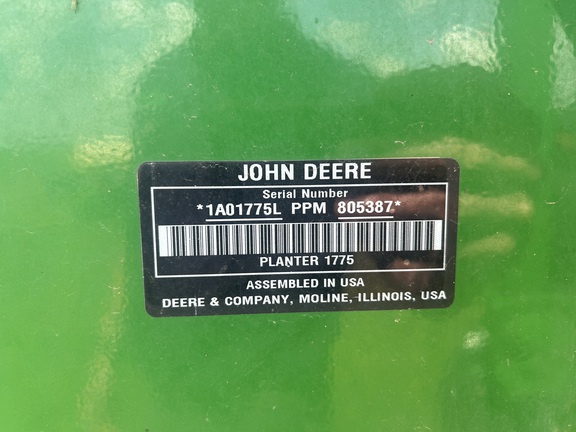 JOHN DEERE
Serial Number
*1A01775L PPM 805387*
PLANTER 1775
ASSEMBLED IN USA
DEERE & COMPANY, MOLINE, ILLINOIS, USA